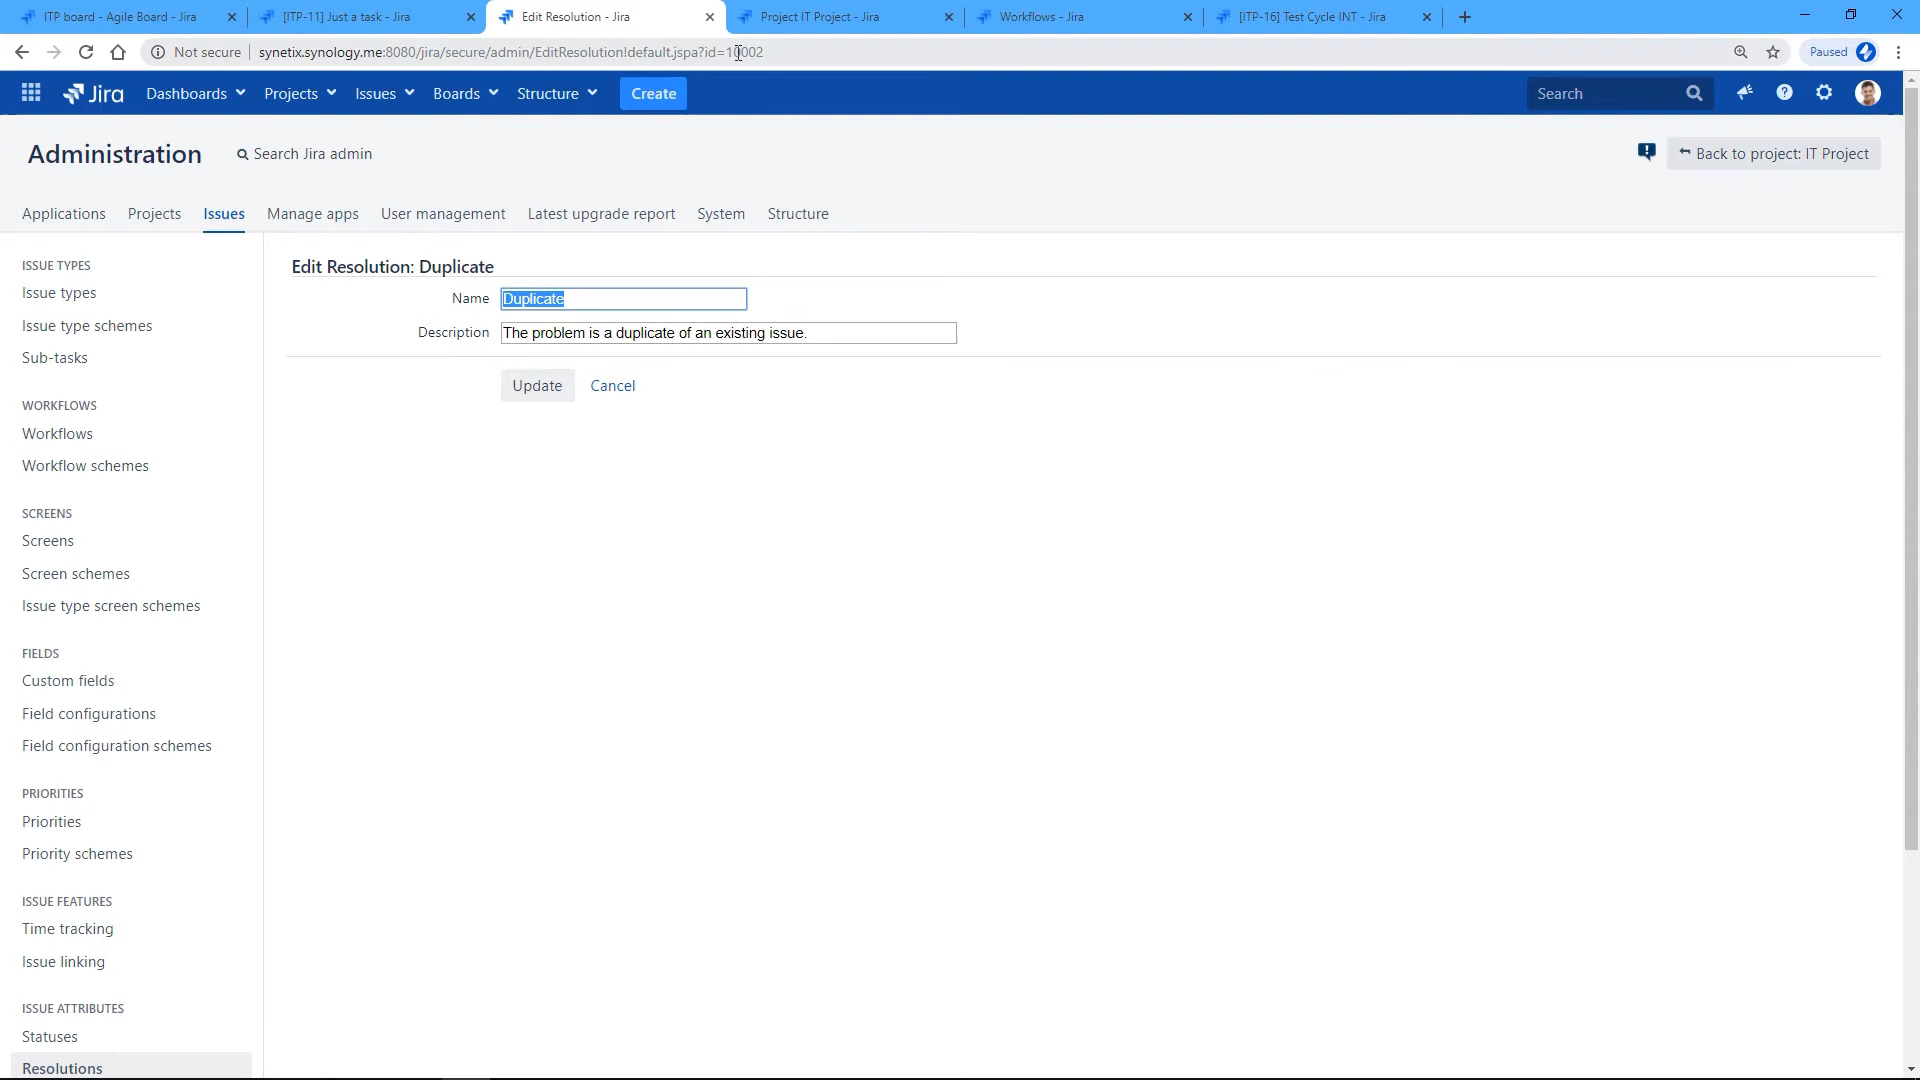 ITP board - Agile Board - Jira
[ITP-11] Just a task - Jira
Edit Resolution - Jira
Project IT Project - Jira
Workflows - Jira
[ITP-16] Test Cycle INT - Jira
Not secure
synetix.synology.me:8080/jira/secure/admin/EditResolution!default.jspa?id=10002
Paused
Jira
Dashboards
Projects
Issues
Boards
Structure
Create
Search
Administration
Search Jira admin
Back to project: IT Project
Applications
Projects
Issues
Manage apps
User management
Latest upgrade report
System
Structure
ISSUE TYPES
Issue types
Issue type schemes
Sub-tasks
WORKFLOWS
Workflows
Workflow schemes
SCREENS
Screens
Screen schemes
Issue type screen schemes
FIELDS
Custom fields
Field configurations
Field configuration schemes
PRIORITIES
Priorities
Priority schemes
ISSUE FEATURES
Time tracking
Issue linking
ISSUE ATTRIBUTES
Statuses
Resolutions
Edit Resolution: Duplicate
Name
Duplicate
Description
The problem is a duplicate of an existing issue.
Update
Cancel